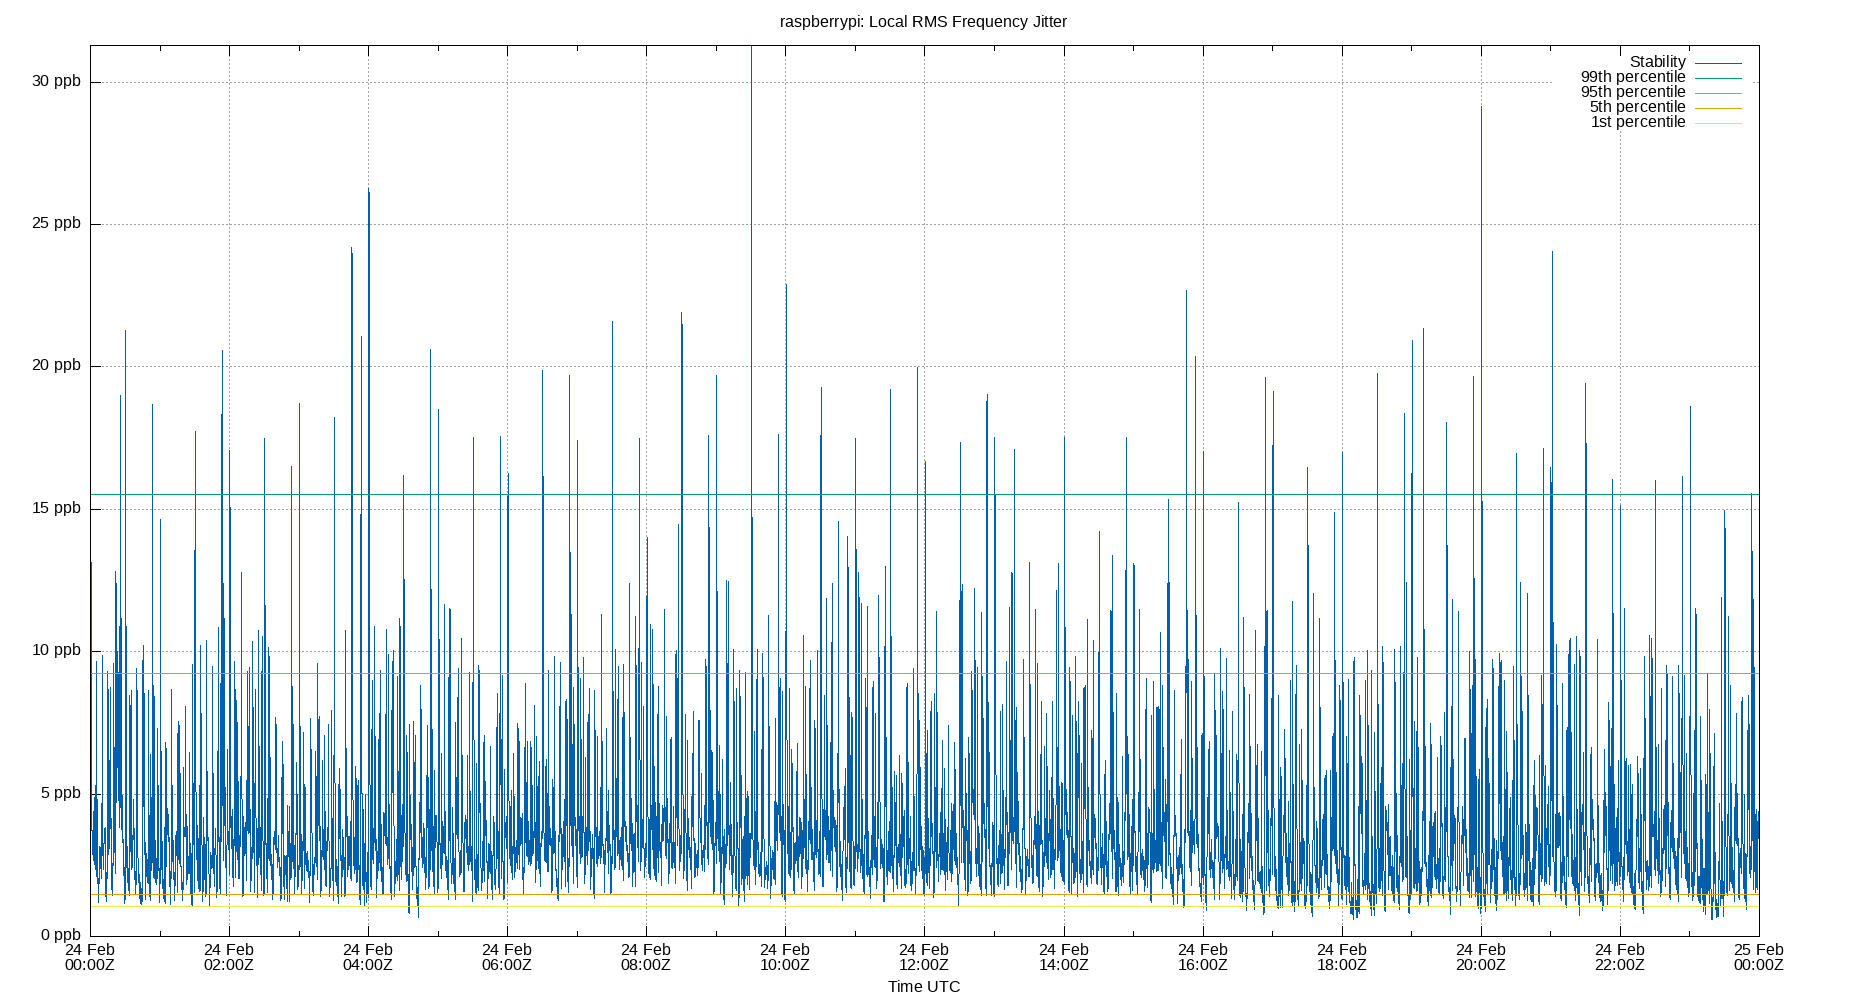 raspberrypi: Local RMS Frequency Jitter
30 ppb
25 ppb
20 ppb
15 ppb
10 ppb
5 ppb
0 ppb
Stability
99th percentile
95th percentile
5th percentile
1st percentile
24 Feb 24 Feb 24 Feb 24 Feb 24 Feb 24 Feb 24 Feb 24 Feb 24 Feb 24 Feb 24 Feb 24 Feb 25 Feb
00:00Z 02:00Z 04:00Z 06:00Z 08:00Z 10:00Z 12:00Z 14:00Z 16:00Z 18:00Z 20:00Z 22:00Z 00:00Z
Time UTC